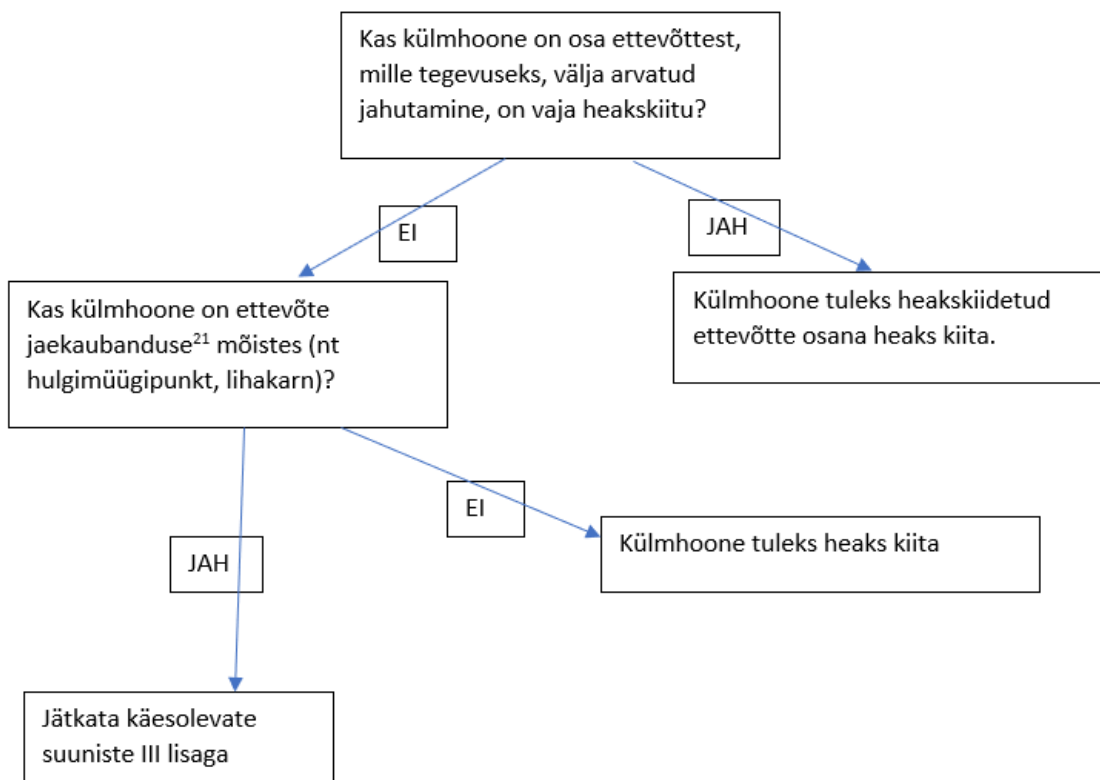 Kas külmhoone on osa ettevõttest,
mille tegevuseks, välja arvatud
jahutamine, on vaja heakskiitu?
EI
JAH
Kas külmhoone on ettevõte
jaekaubanduse²¹ mõistes (nt
hulgimüügipunkt, lihakarn)?
Külmhoone tuleks heakskiidetud
ettevõtte osana heaks kiita.
EI
JAH
Külmhoone tuleks heaks kiita
Jätkata käesolevate
suuniste III lisaga